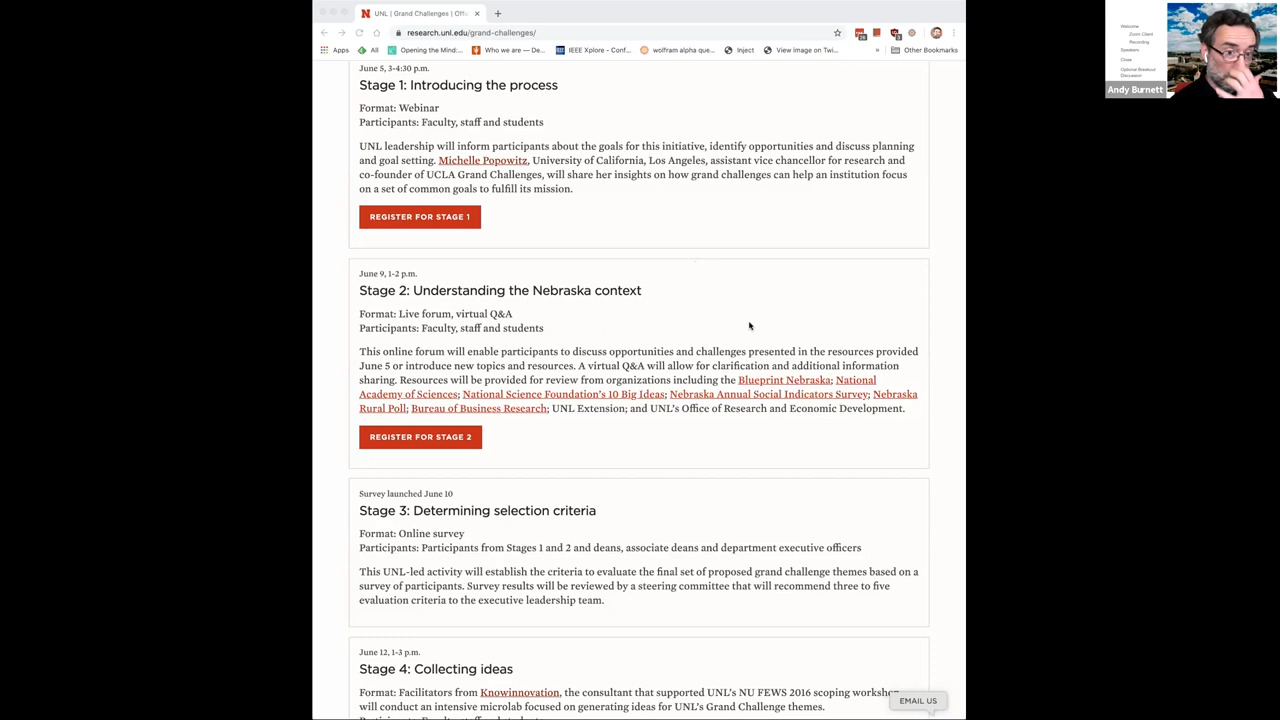 UNL | Grand Challenges | Offi
research.unl.edu/grand-challenges/
Apps
All
Opening the Mind:...
Who we are — De...
IEEE Xplore - Conf...
wolfram alpha que...
Inject
View image on Twi...
»
Other Bookmarks
June 5, 3-4:30 p.m.
Stage 1: Introducing the process
Format: Webinar
Participants: Faculty, staff and students
UNL leadership will inform participants about the goals for this initiative, identify opportunities and discuss planning
and goal setting. Michelle Popowitz, University of California, Los Angeles, assistant vice chancellor for research and
co-founder of UCLA Grand Challenges, will share her insights on how grand challenges can help an institution focus
on a set of common goals to fulfill its mission.
REGISTER FOR STAGE 1
June 9, 1-2 p.m.
Stage 2: Understanding the Nebraska context
Format: Live forum, virtual Q&A
Participants: Faculty, staff and students
This online forum will enable participants to discuss opportunities and challenges presented in the resources provided
June 5 or introduce new topics and resources. A virtual Q&A will allow for clarification and additional information
sharing. Resources will be provided for review from organizations including the Blueprint Nebraska; National
Academy of Sciences; National Science Foundation's 10 Big Ideas; Nebraska Annual Social Indicators Survey; Nebraska
Rural Poll; Bureau of Business Research; UNL Extension; and UNL's Office of Research and Economic Development.
REGISTER FOR STAGE 2
Survey launched June 10
Stage 3: Determining selection criteria
Format: Online survey
Participants: Participants from Stages 1 and 2 and deans, associate deans and department executive officers
This UNL-led activity will establish the criteria to evaluate the final set of proposed grand challenge themes based on a
survey of participants. Survey results will be reviewed by a steering committee that will recommend three to five
evaluation criteria to the executive leadership team.
June 12, 1-3 p.m.
Stage 4: Collecting ideas
Format: Facilitators from Knowinnovation, the consultant that supported UNL's NU FEWS 2016 scoping workshop,
will conduct an intensive microlab focused on generating ideas for UNL's Grand Challenge themes.
EMAIL US
Welcome
Zoom Client
Recording
Speakers
Close
Optional Breakout
Discussion
Andy Burnett